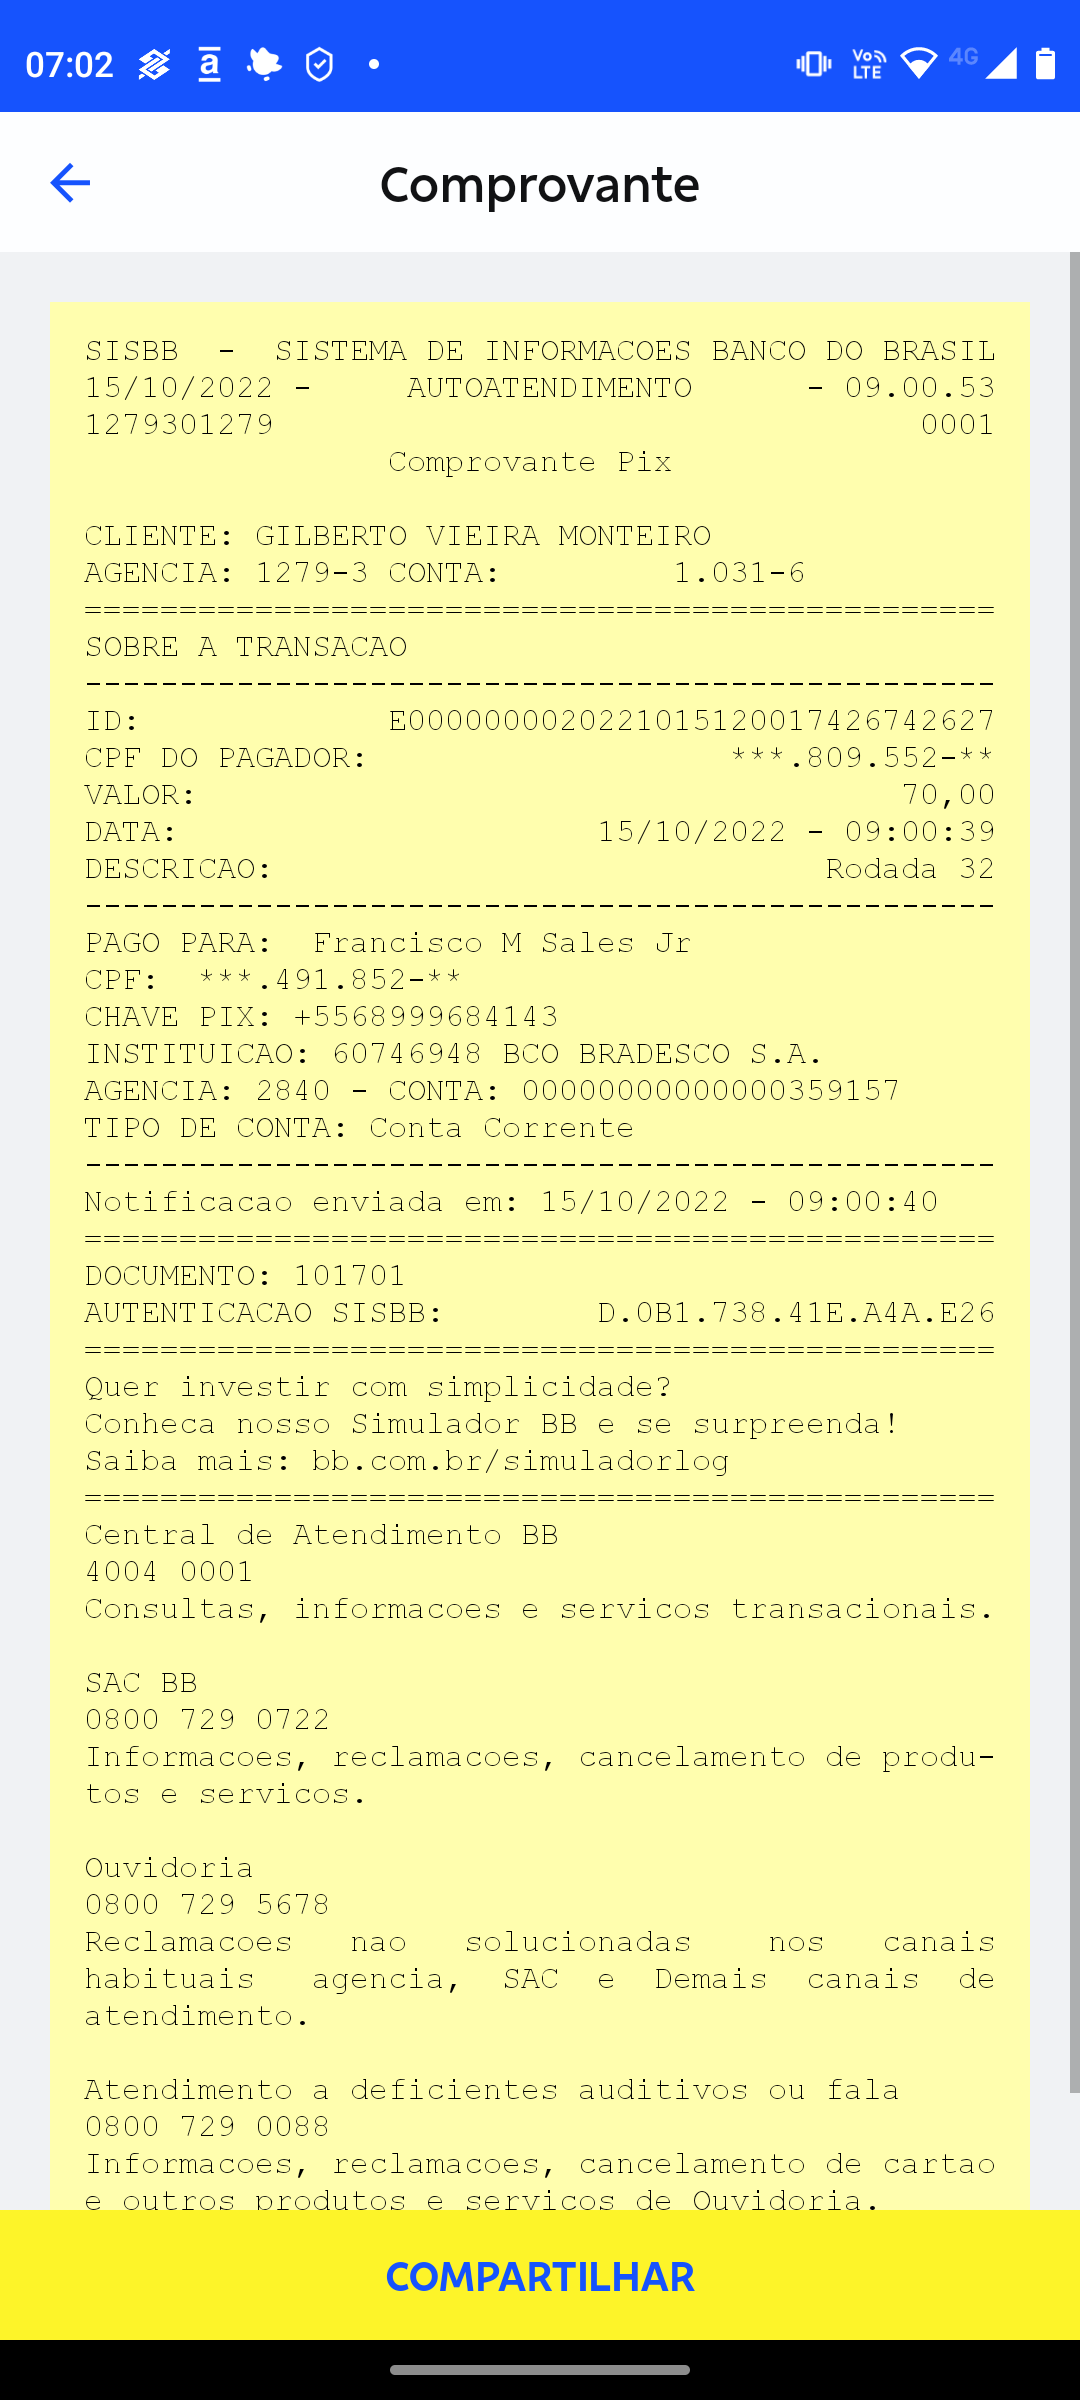 07:02
Vo LTE 4G
Comprovante
SISBB - SISTEMA DE INFORMACOES BANCO DO BRASIL
15/10/2022 - AUTOATENDIMENTO - 09.00.53
1279301279 0001
Comprovante Pix
CLIENTE: GILBERTO VIEIRA MONTEIRO
AGENCIA: 1279-3 CONTA: 1.031-6
================================================
SOBRE A TRANSACAO
------------------------------------------------
ID: E0000000020221015120017426742627
CPF DO PAGADOR: ***.809.552-**
VALOR: 70,00
DATA: 15/10/2022 - 09:00:39
DESCRICAO: Rodada 32
------------------------------------------------
PAGO PARA: Francisco M Sales Jr
CPF: ***.491.852-**
CHAVE PIX: +5568999684143
INSTITUICAO: 60746948 BCO BRADESCO S.A.
AGENCIA: 2840 - CONTA: 00000000000000359157
TIPO DE CONTA: Conta Corrente
------------------------------------------------
Notificacao enviada em: 15/10/2022 - 09:00:40
================================================
DOCUMENTO: 101701
AUTENTICACAO SISBB: D.0B1.738.41E.A4A.E26
================================================
Quer investir com simplicidade?
Conheca nosso Simulador BB e se surpreenda!
Saiba mais: bb.com.br/simuladorlog
================================================
Central de Atendimento BB
4004 0001
Consultas, informacoes e servicos transacionais.
SAC BB
0800 729 0722
Informacoes, reclamacoes, cancelamento de produ-
tos e servicos.
Ouvidoria
0800 729 5678
Reclamacoes nao solucionadas nos canais
habituais agencia, SAC e Demais canais de
atendimento.
Atendimento a deficientes auditivos ou fala
0800 729 0088
Informacoes, reclamacoes, cancelamento de cartao
e outros produtos e servicos de Ouvidoria.
COMPARTILHAR